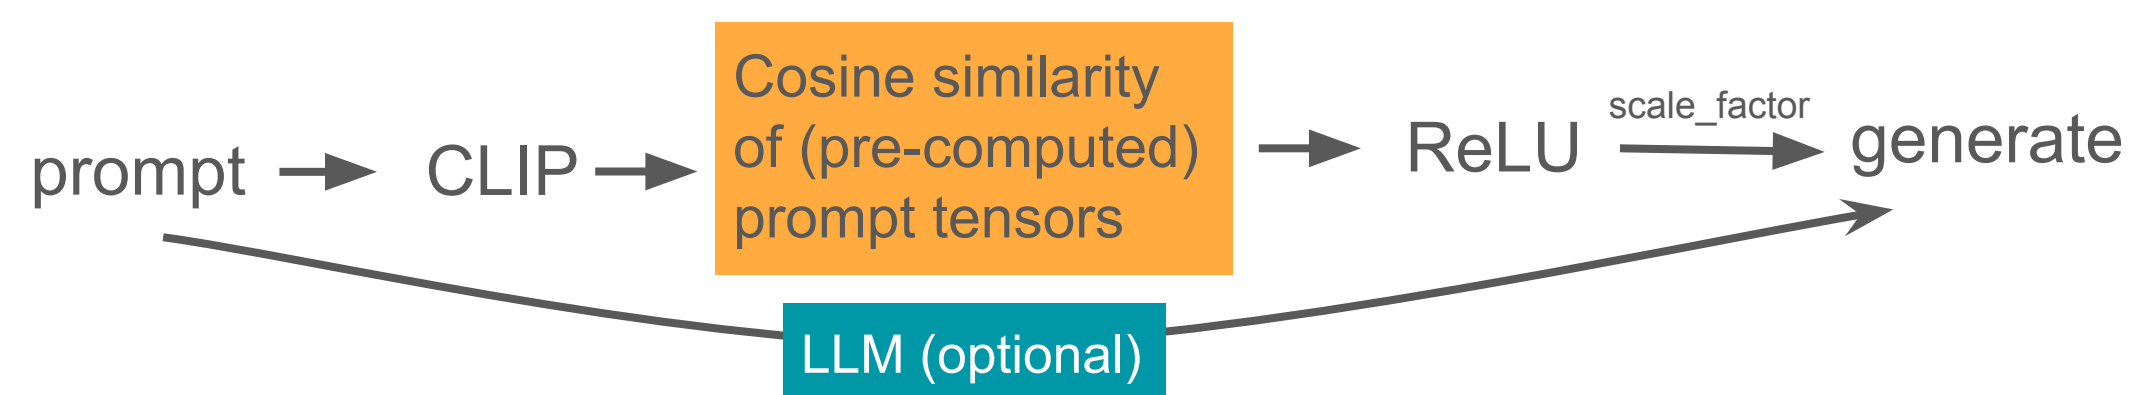 prompt
CLIP
Cosine similarity
of (pre-computed)
prompt tensors
ReLU
scale_factor
generate
LLM (optional)